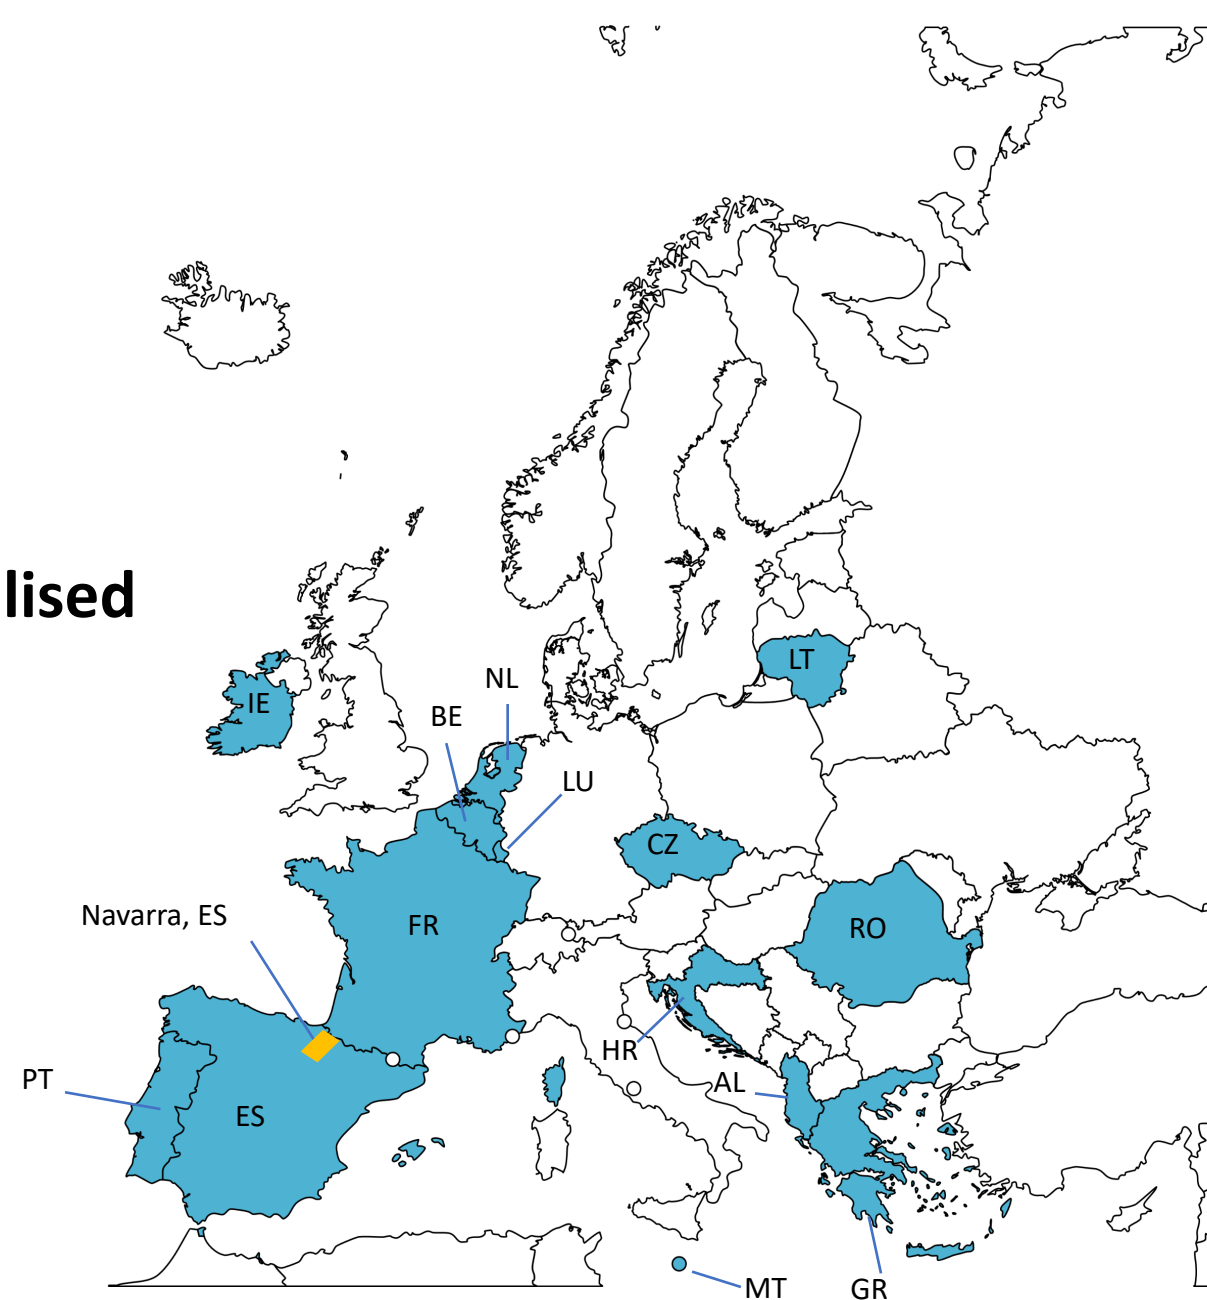 lised
LT
NL
IE
BE
LU
CZ
Navarra, ES
FR
RO
HR
PT
AL
ES
MT
GR